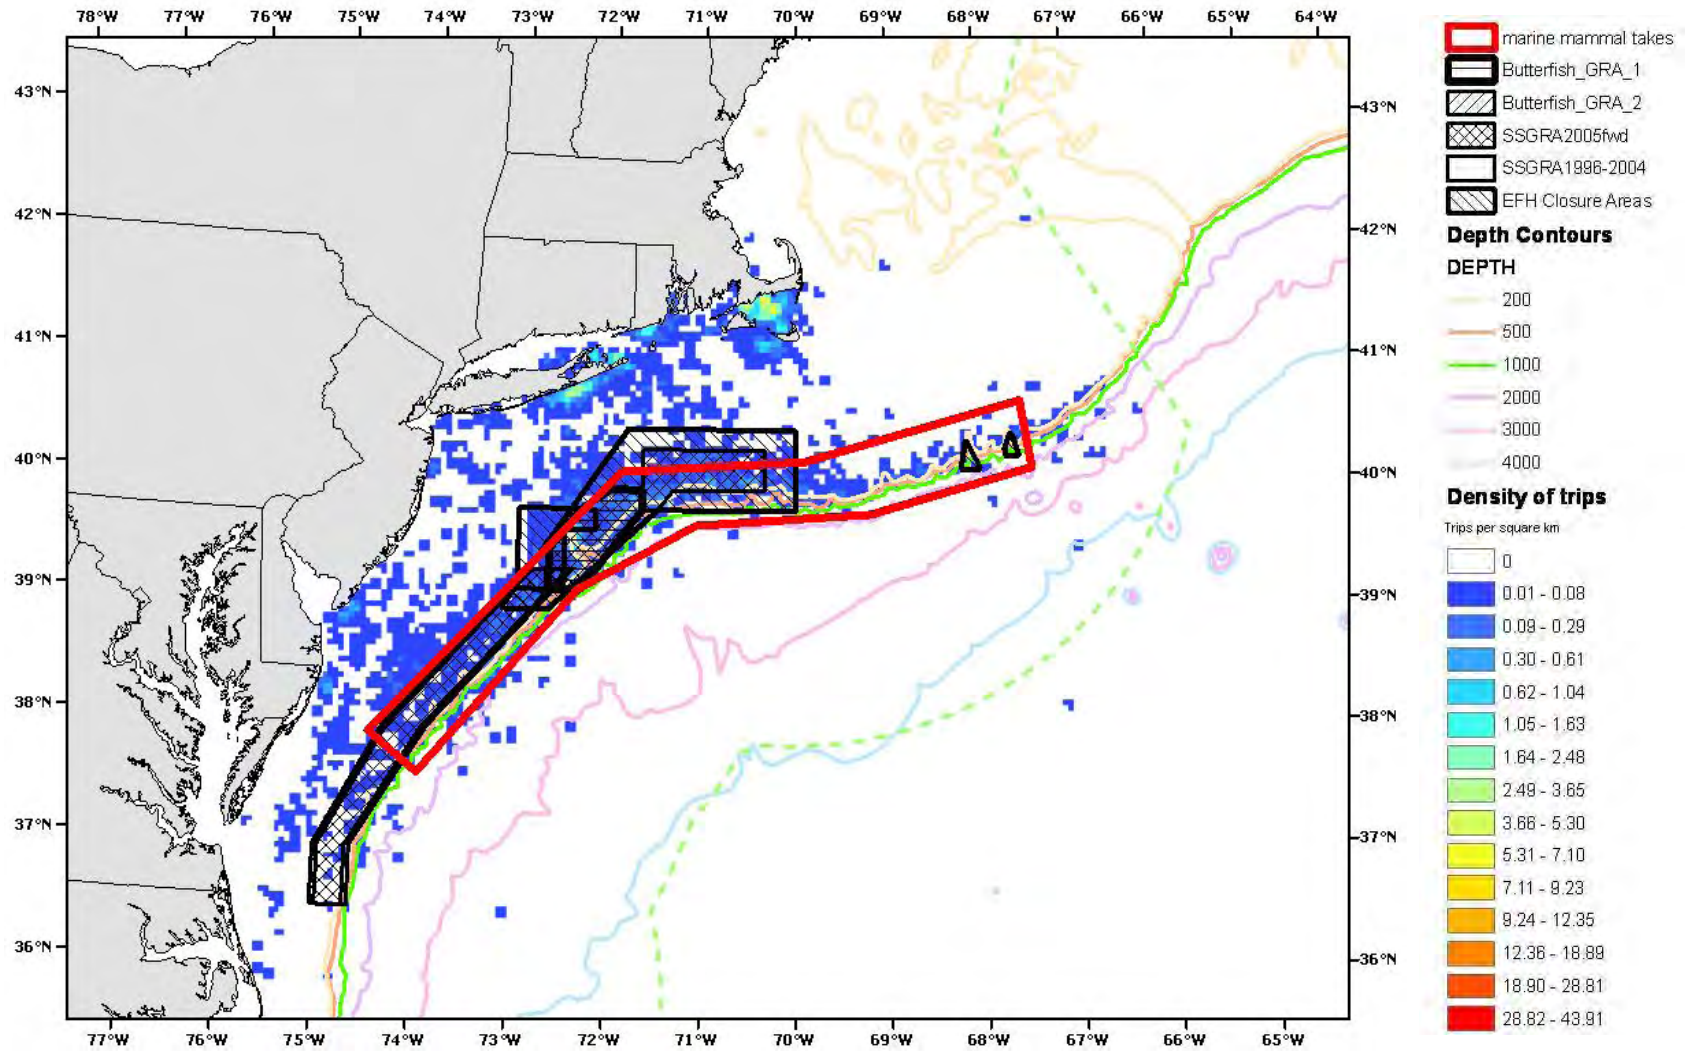 78°W 77°W 76°W 75°W 74°W 73°W 72°W 71°W 70°W 69°W 68°W 67°W 66°W 65°W 64°W
43°N
42°N
41°N
40°N
39°N
38°N
37°N
36°N
43°N
42°N
41°N
40°N
39°N
38°N
37°N
36°N
77°W 76°W 75°W 74°W 73°W 72°W 71°W 70°W 69°W 68°W 67°W 66°W 65°W
marine mammal takes
Butterfish_GRA_1
Butterfish_GRA_2
SSGRA2005fwd
SSGRA1996-2004
EFH Closure Areas
Depth Contours
DEPTH
200
500
1000
2000
3000
4000
Density of trips
Trips per square km
0
0.01 - 0.08
0.09 - 0.29
0.30 - 0.61
0.62 - 1.04
1.05 - 1.63
1.64 - 2.48
2.49 - 3.65
3.66 - 5.30
5.31 - 7.10
7.11 - 9.23
9.24 - 12.35
12.36 - 18.89
18.90 - 28.81
28.82 - 43.91